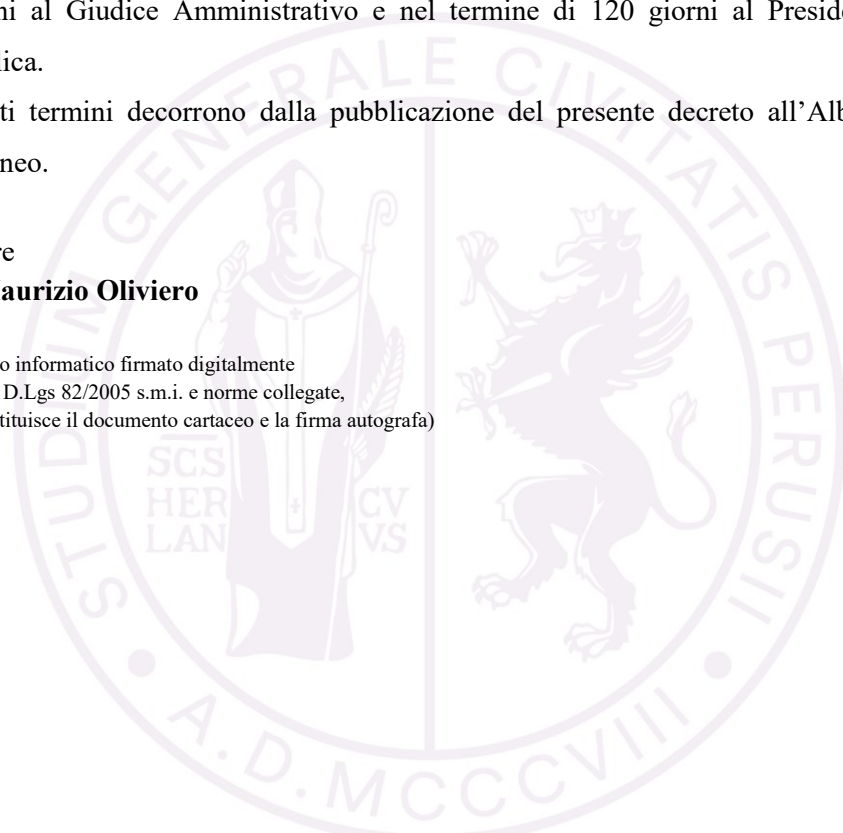 ni al Giudice Amministrativo e nel termine di 120 giorni al Preside
lica.
ti termini decorrono dalla pubblicazione del presente decreto all’Alb
neo.
re
aurizio Oliviero
o informatico firmato digitalmente
D.Lgs 82/2005 s.m.i. e norme collegate,
tituisce il documento cartaceo e la firma autografa)
STUDIUM GENERALE CIVITATIS PERUSII
SCS
HER
LAN
CV
VS
A.D. MCCCVIII